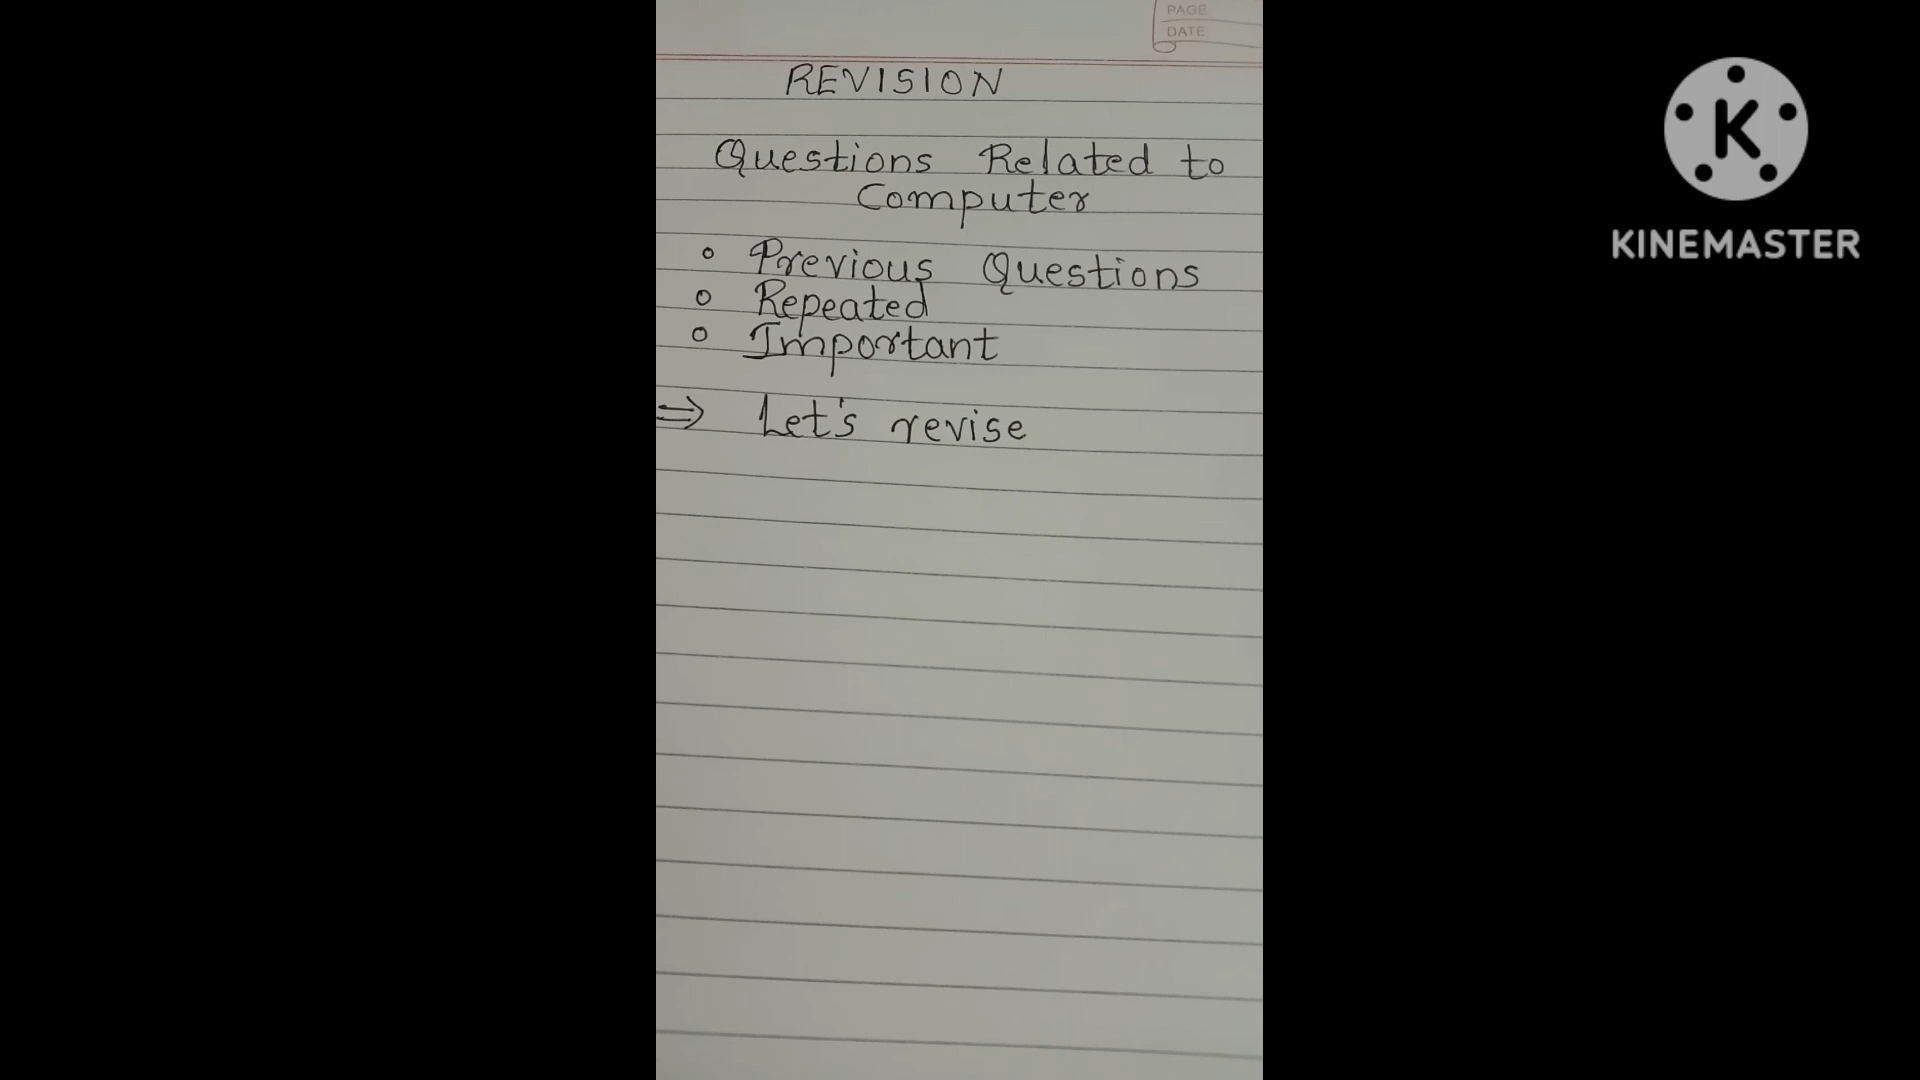 PAGE
DATE
REVISION
Questions Related to
Computer
Previous Questions
Repeated
Important
⇒ Let's revise
K
KINEMASTER